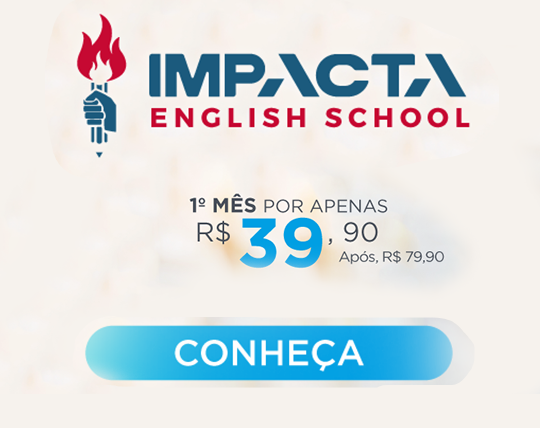 IMPACTA
ENGLISH SCHOOL
1º MÊS POR APENAS
R$ 39, 90
Após, R$ 79,90
CONHEÇA